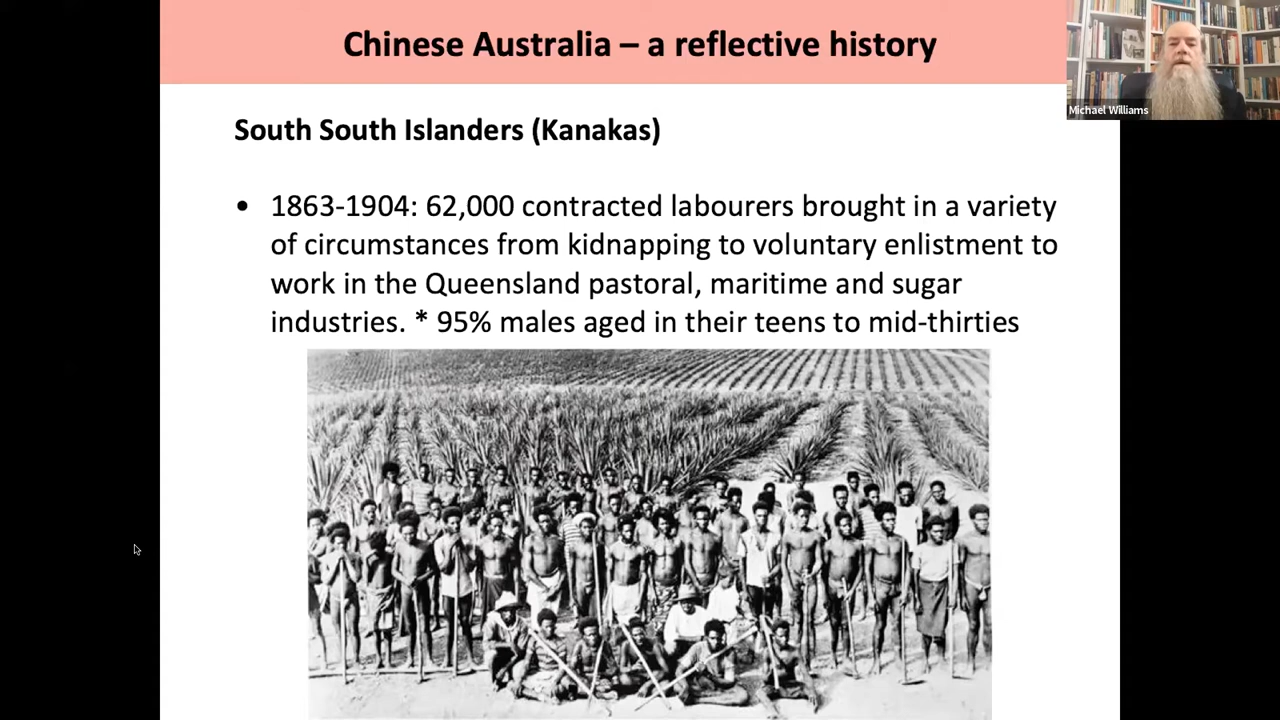 Chinese Australia – a reflective history
Michael Williams
South South Islanders (Kanakas)
• 1863-1904: 62,000 contracted labourers brought in a variety
of circumstances from kidnapping to voluntary enlistment to
work in the Queensland pastoral, maritime and sugar
industries. * 95% males aged in their teens to mid-thirties